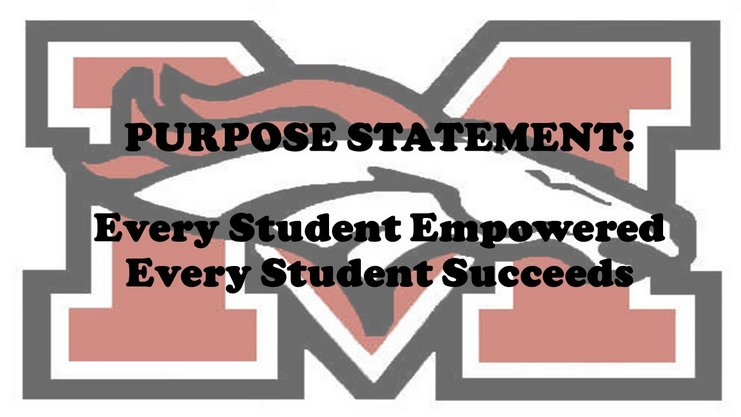 PURPOSE STATEMENT:
Every Student Empowered
Every Student Succeeds